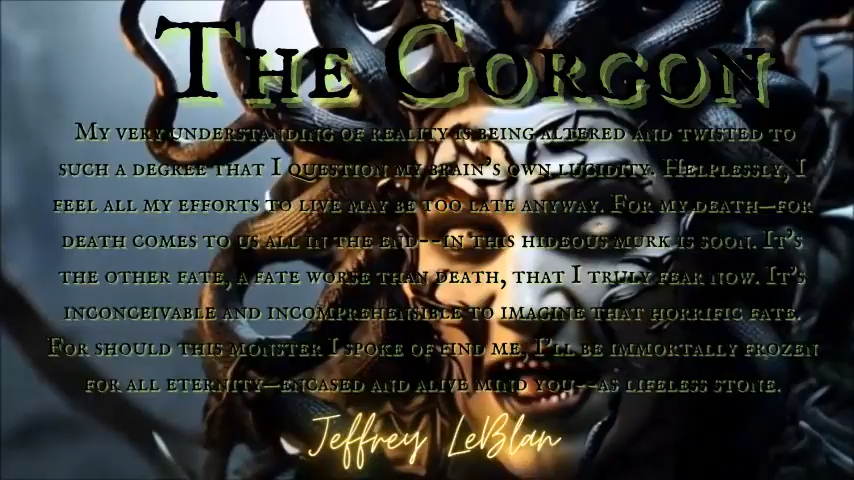 The Gorgon
My very understanding of reality is being altered and twisted to
such a degree that I question my brain's own lucidity. Helplessly, I
feel all my efforts to live may be too late anyway. For my death—for
death comes to us all in the end--in this hideous murk is soon. It's
the other fate, a fate worse than death, that I truly fear now. It's
inconceivable and incomprehensible to imagine that horrific fate.
For should this monster I spoke of find me, I'll be immortally frozen
for all eternity—encased and alive mind you--as lifeless stone.
Jeffrey LeBlan